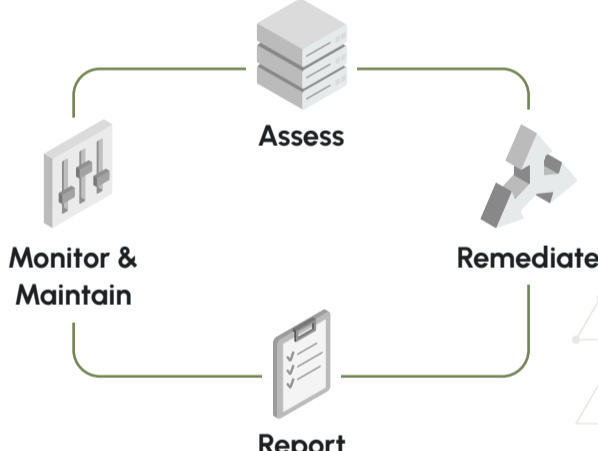 Assess
Monitor &
Maintain
Remediate
Report